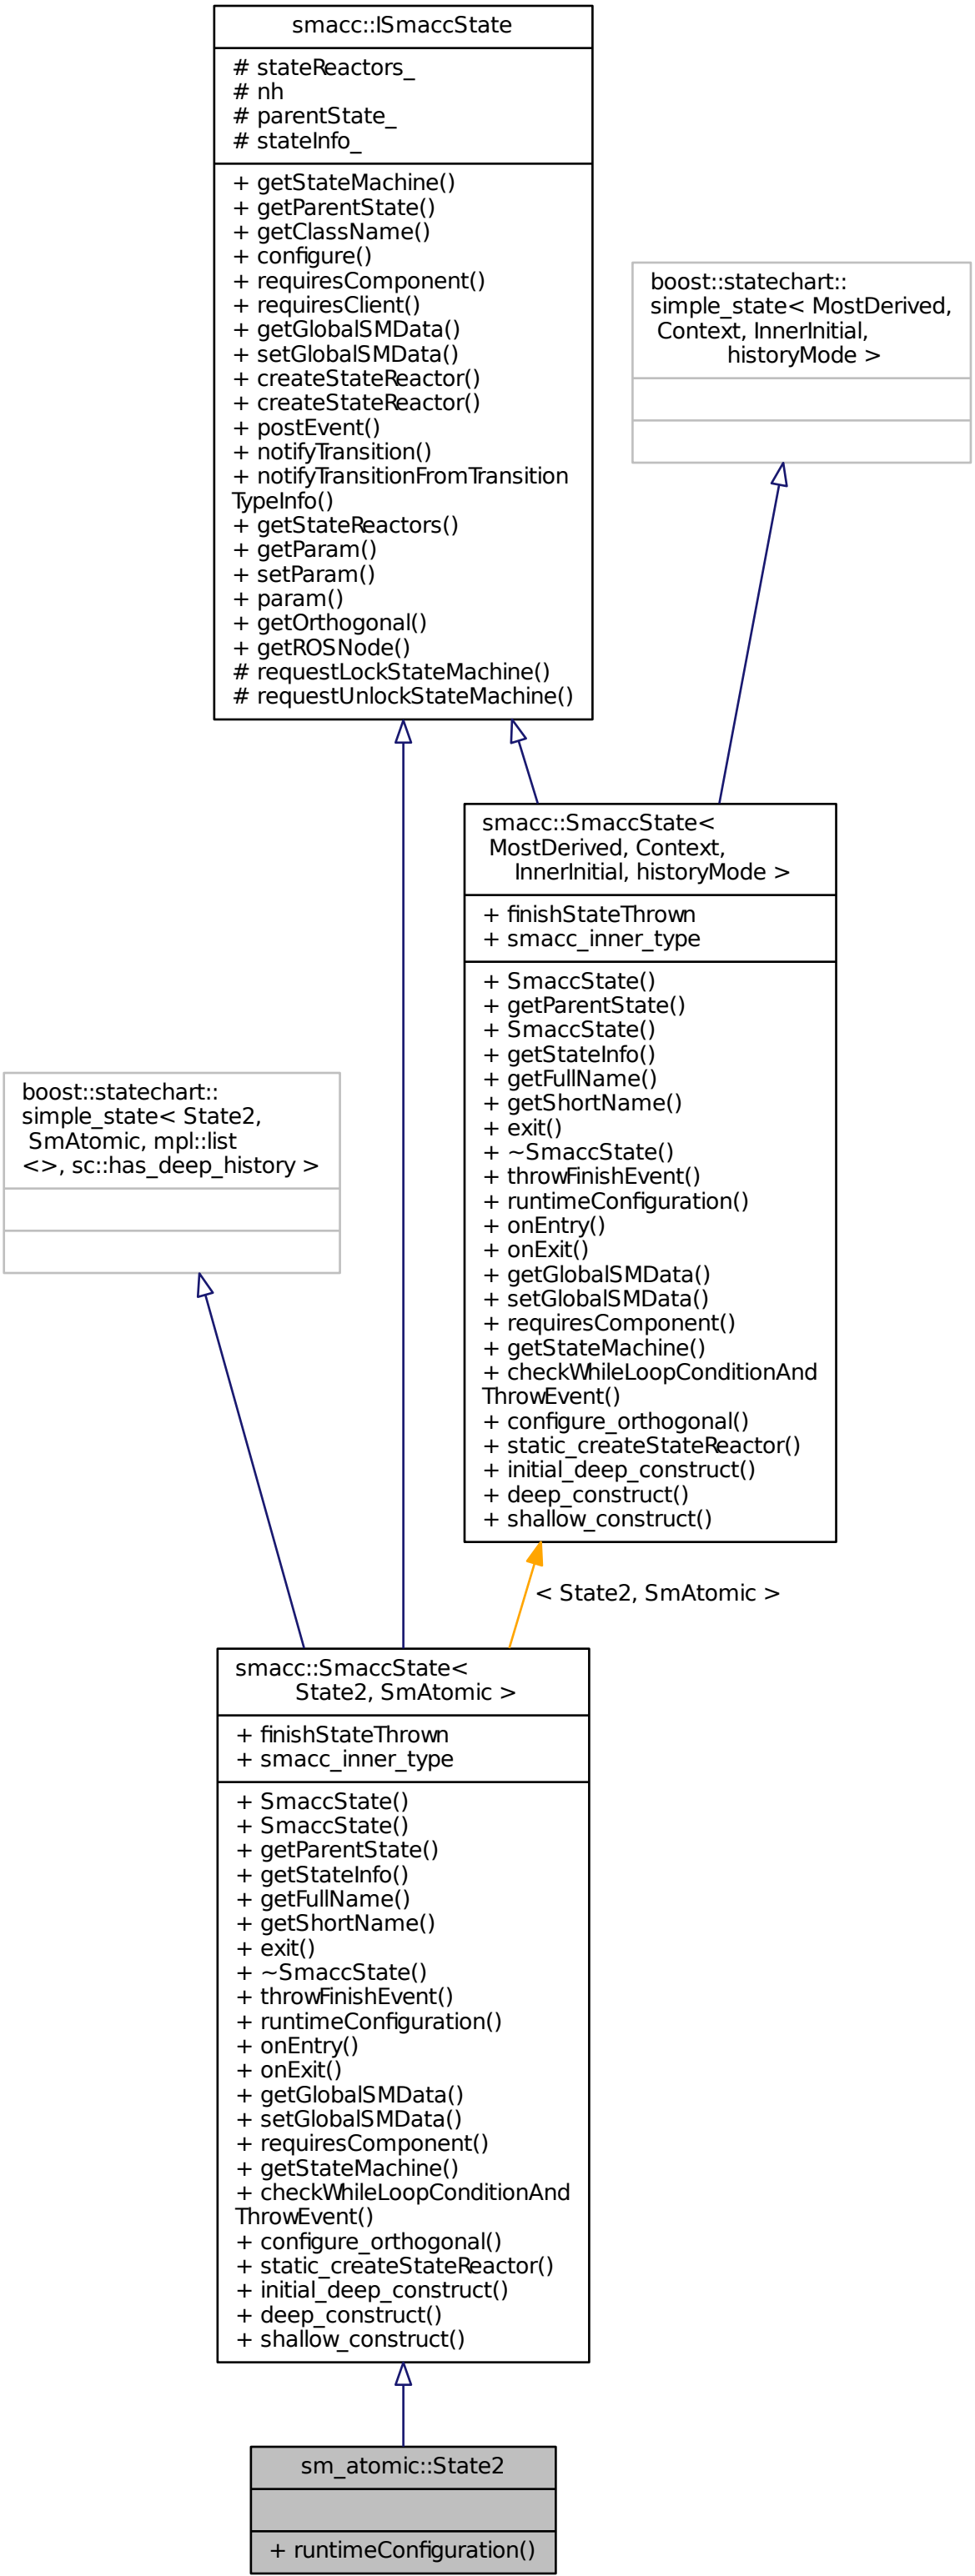 smacc::ISmaccState
# stateReactors_
# nh
# parentState_
# stateInfo_
+ getStateMachine()
+ getParentState()
+ getClassName()
+ configure()
+ requiresComponent()
+ requiresClient()
+ getGlobalSMData()
+ setGlobalSMData()
+ createStateReactor()
+ createStateReactor()
+ postEvent()
+ notifyTransition()
+ notifyTransitionFromTransition
TypeInfo()
+ getStateReactors()
+ getParam()
+ setParam()
+ param()
+ getOrthogonal()
+ getROSNode()
# requestLockStateMachine()
# requestUnlockStateMachine()
boost::statechart::
simple_state< MostDerived,
Context, InnerInitial,
historyMode >
smacc::SmaccState<
MostDerived, Context,
InnerInitial, historyMode >
+ finishStateThrown
+ smacc_inner_type
+ SmaccState()
+ getParentState()
+ SmaccState()
+ getStateInfo()
+ getFullName()
+ getShortName()
+ exit()
+ ~SmaccState()
+ throwFinishEvent()
+ runtimeConfiguration()
+ onEntry()
+ onExit()
+ getGlobalSMData()
+ setGlobalSMData()
+ requiresComponent()
+ getStateMachine()
+ checkWhileLoopConditionAnd
ThrowEvent()
+ configure_orthogonal()
+ static_createStateReactor()
+ initial_deep_construct()
+ deep_construct()
+ shallow_construct()
boost::statechart::
simple_state< State2,
SmAtomic, mpl::list
<>, sc::has_deep_history >
< State2, SmAtomic >
smacc::SmaccState<
State2, SmAtomic >
+ finishStateThrown
+ smacc_inner_type
+ SmaccState()
+ SmaccState()
+ getParentState()
+ getStateInfo()
+ getFullName()
+ getShortName()
+ exit()
+ ~SmaccState()
+ throwFinishEvent()
+ runtimeConfiguration()
+ onEntry()
+ onExit()
+ getGlobalSMData()
+ setGlobalSMData()
+ requiresComponent()
+ getStateMachine()
+ checkWhileLoopConditionAnd
ThrowEvent()
+ configure_orthogonal()
+ static_createStateReactor()
+ initial_deep_construct()
+ deep_construct()
+ shallow_construct()
sm_atomic::State2
+ runtimeConfiguration()